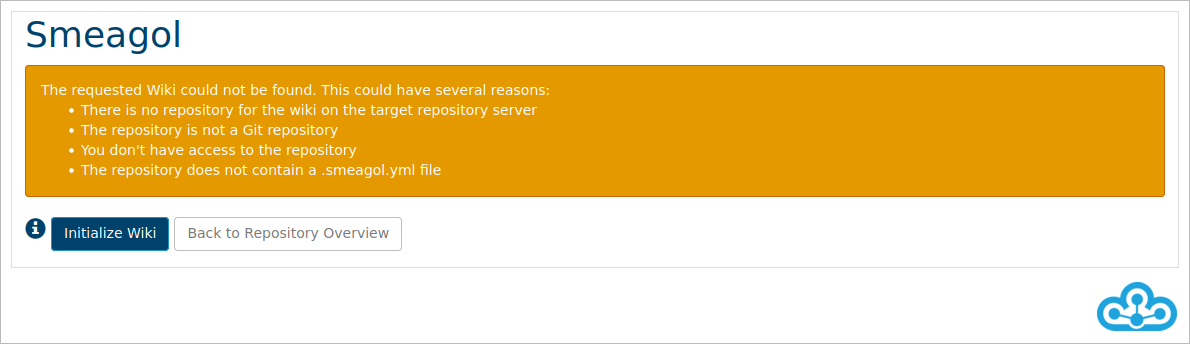 Smeagol
The requested Wiki could not be found. This could have several reasons:
• There is no repository for the wiki on the target repository server
• The repository is not a Git repository
• You don't have access to the repository
• The repository does not contain a .smeagol.yml file
Initialize Wiki Back to Repository Overview